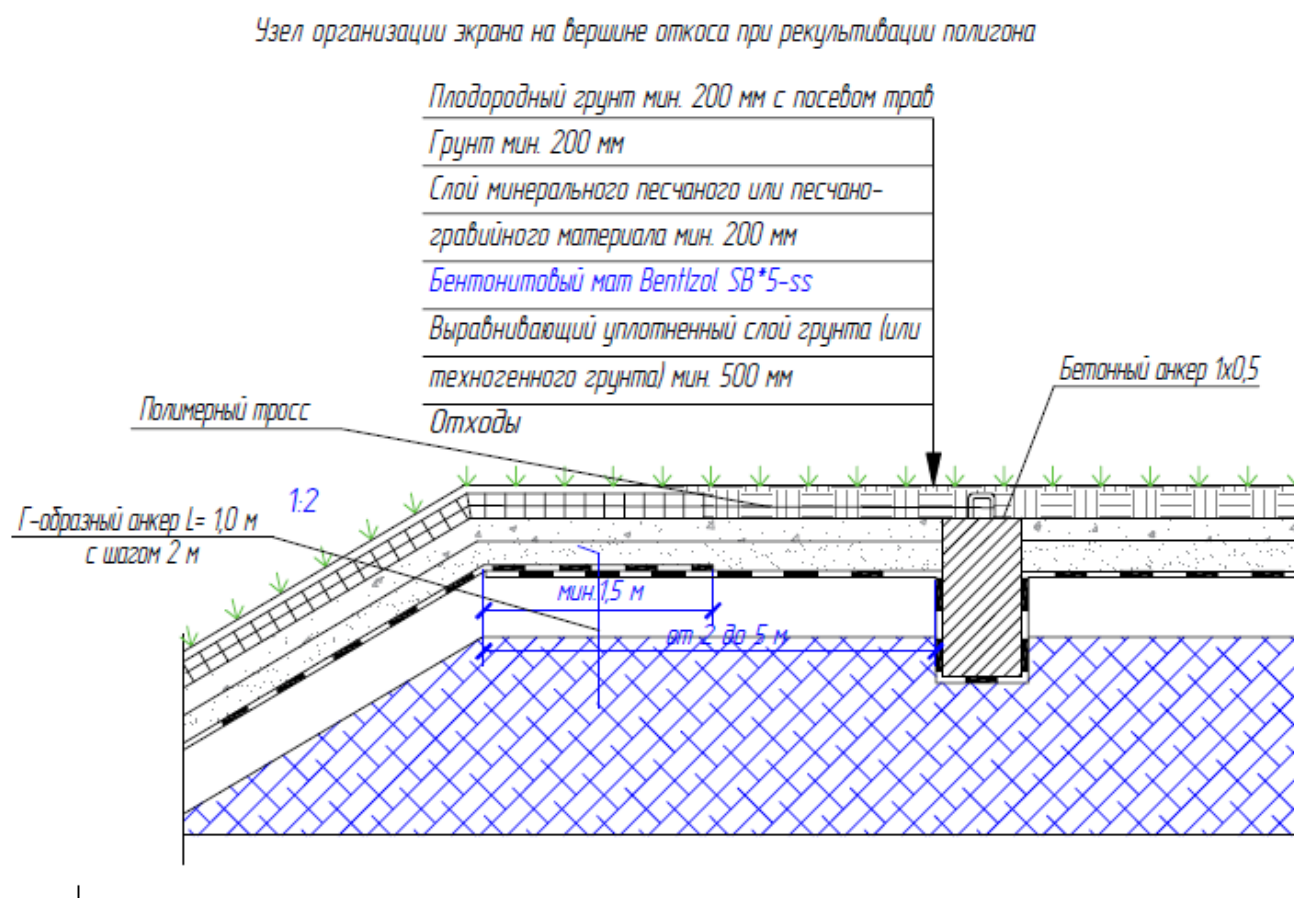 Узел организации экрана на вершине откоса при рекультивации полигона
Плодородный грунт мин. 200 мм с посевом трав
Грунт мин. 200 мм
Слой минерального песчаного или песчано-
гравийного материала мин. 200 мм
Бентонитовый мат BentIzol SB*5-ss
Выравнивающий уплотненный слой грунта (или
техногенного грунта) мин. 500 мм
Отходы
Бетонный анкер 1х0,5
Полимерный тросс
1:2
Г-образный анкер L= 1,0 м
с шагом 2 м
мин.1,5 м
от 2 до 5 м